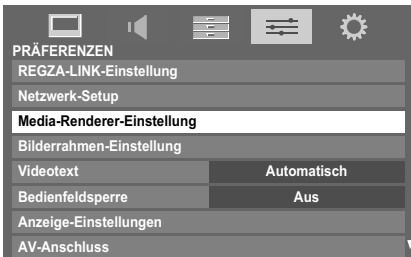 PRÄFERENZEN
REGZA-LINK-Einstellung
Netzwerk-Setup
Media-Renderer-Einstellung
Bilderrahmen-Einstellung
Videotext Automatisch
Bedienfeldsperre Aus
Anzeige-Einstellungen
AV-Anschluss